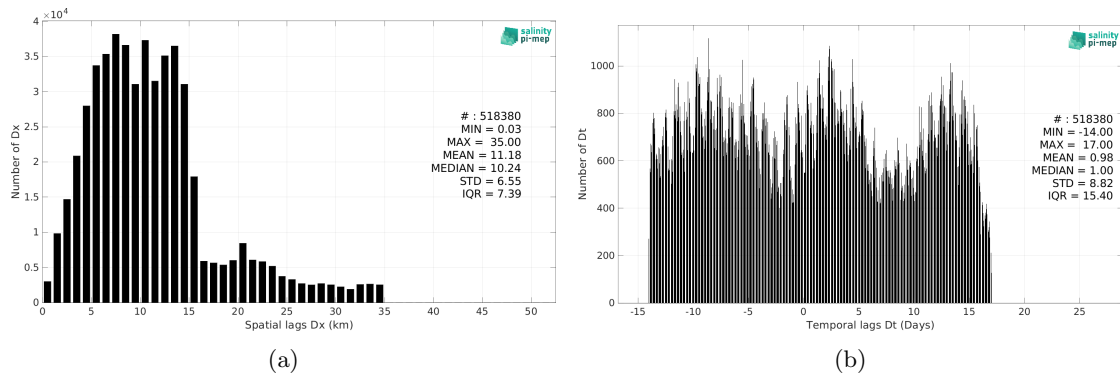 ×10⁴
salinity
pi-mep
4
3.5
3
2.5
2
1.5
1
0.5
0
Number of Dx
# : 518380
MIN = 0.03
MAX = 35.00
MEAN = 11.18
MEDIAN = 10.24
STD = 6.55
IQR = 7.39
0 5 10 15 20 25 30 35 40 45 50
Spatial lags Dx (km)
(a)
salinity
pi-mep
1000
800
600
400
200
0
Number of Dt
# : 518380
MIN = -14.00
MAX = 17.00
MEAN = 0.98
MEDIAN = 1.00
STD = 8.82
IQR = 15.40
-15 -10 -5 0 5 10 15 20 25
Temporal lags Dt (Days)
(b)